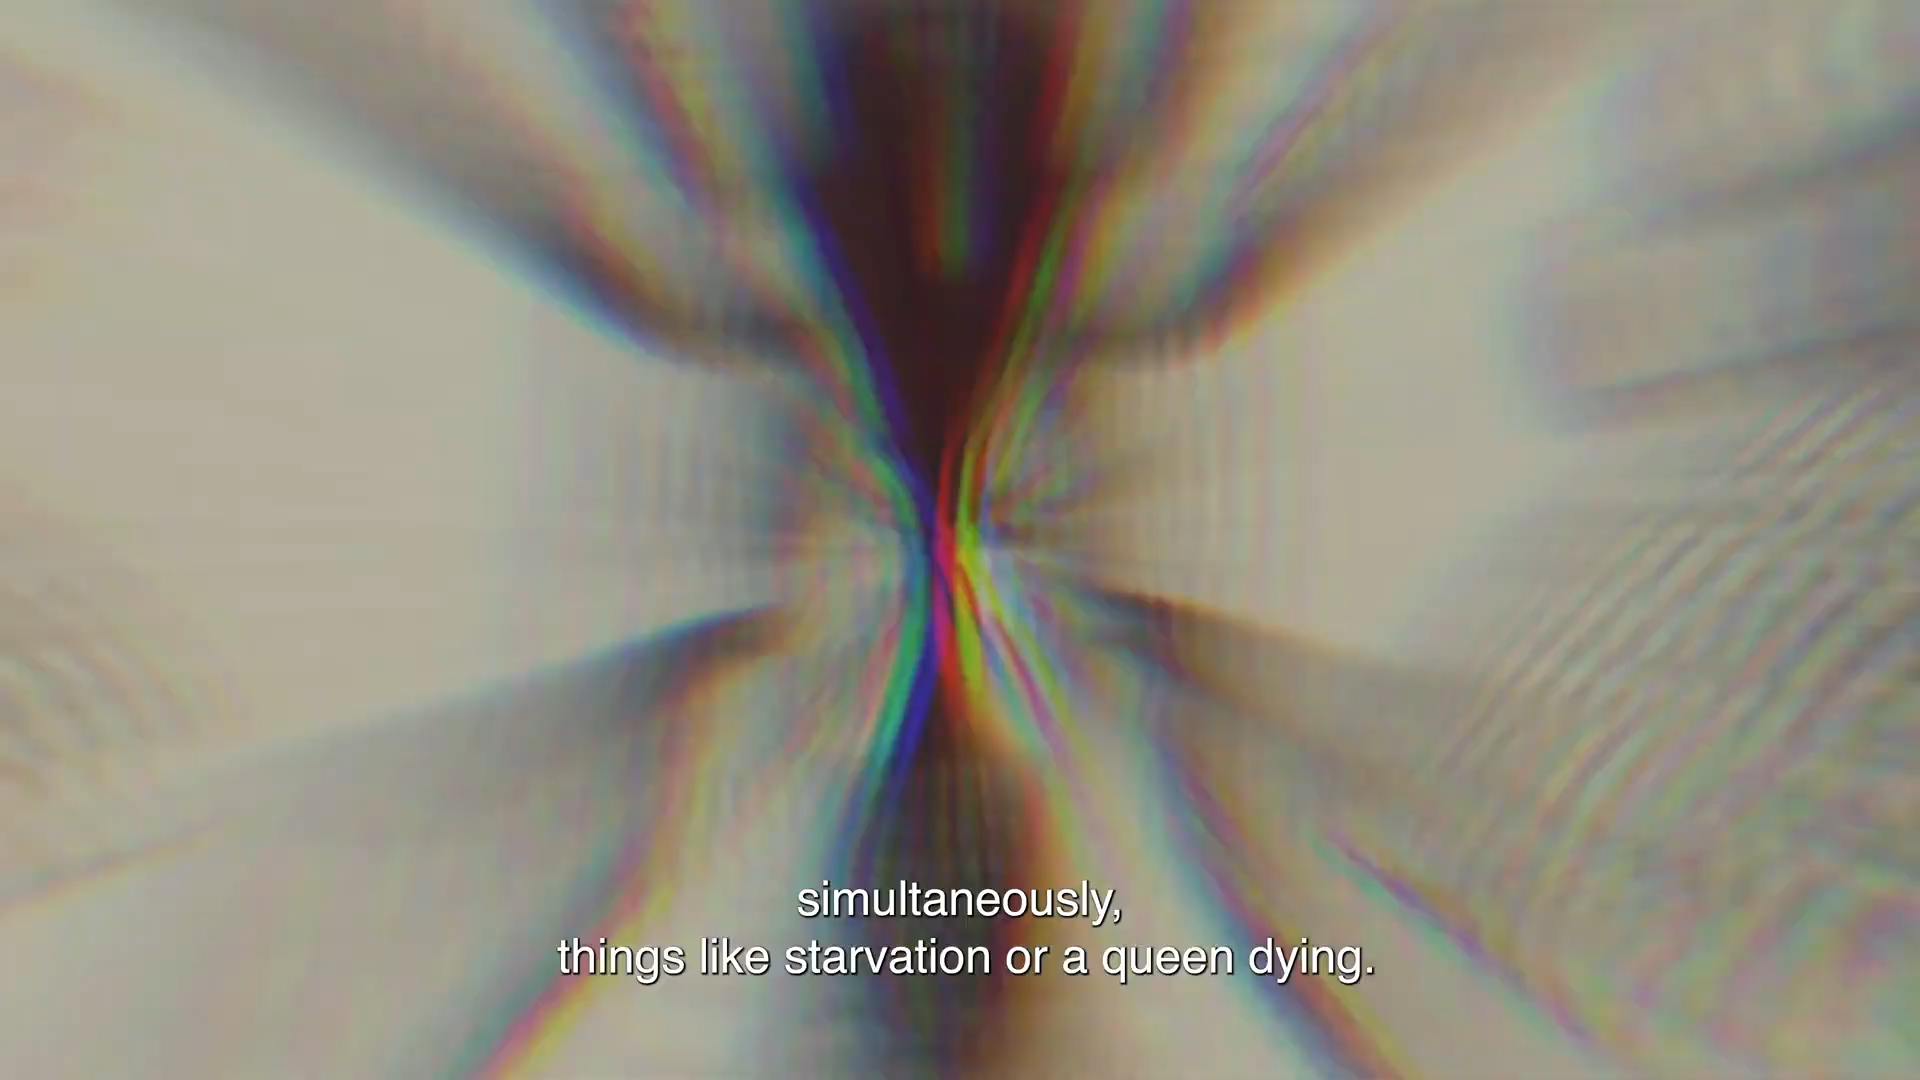 simultaneously,
things like starvation or a queen dying.